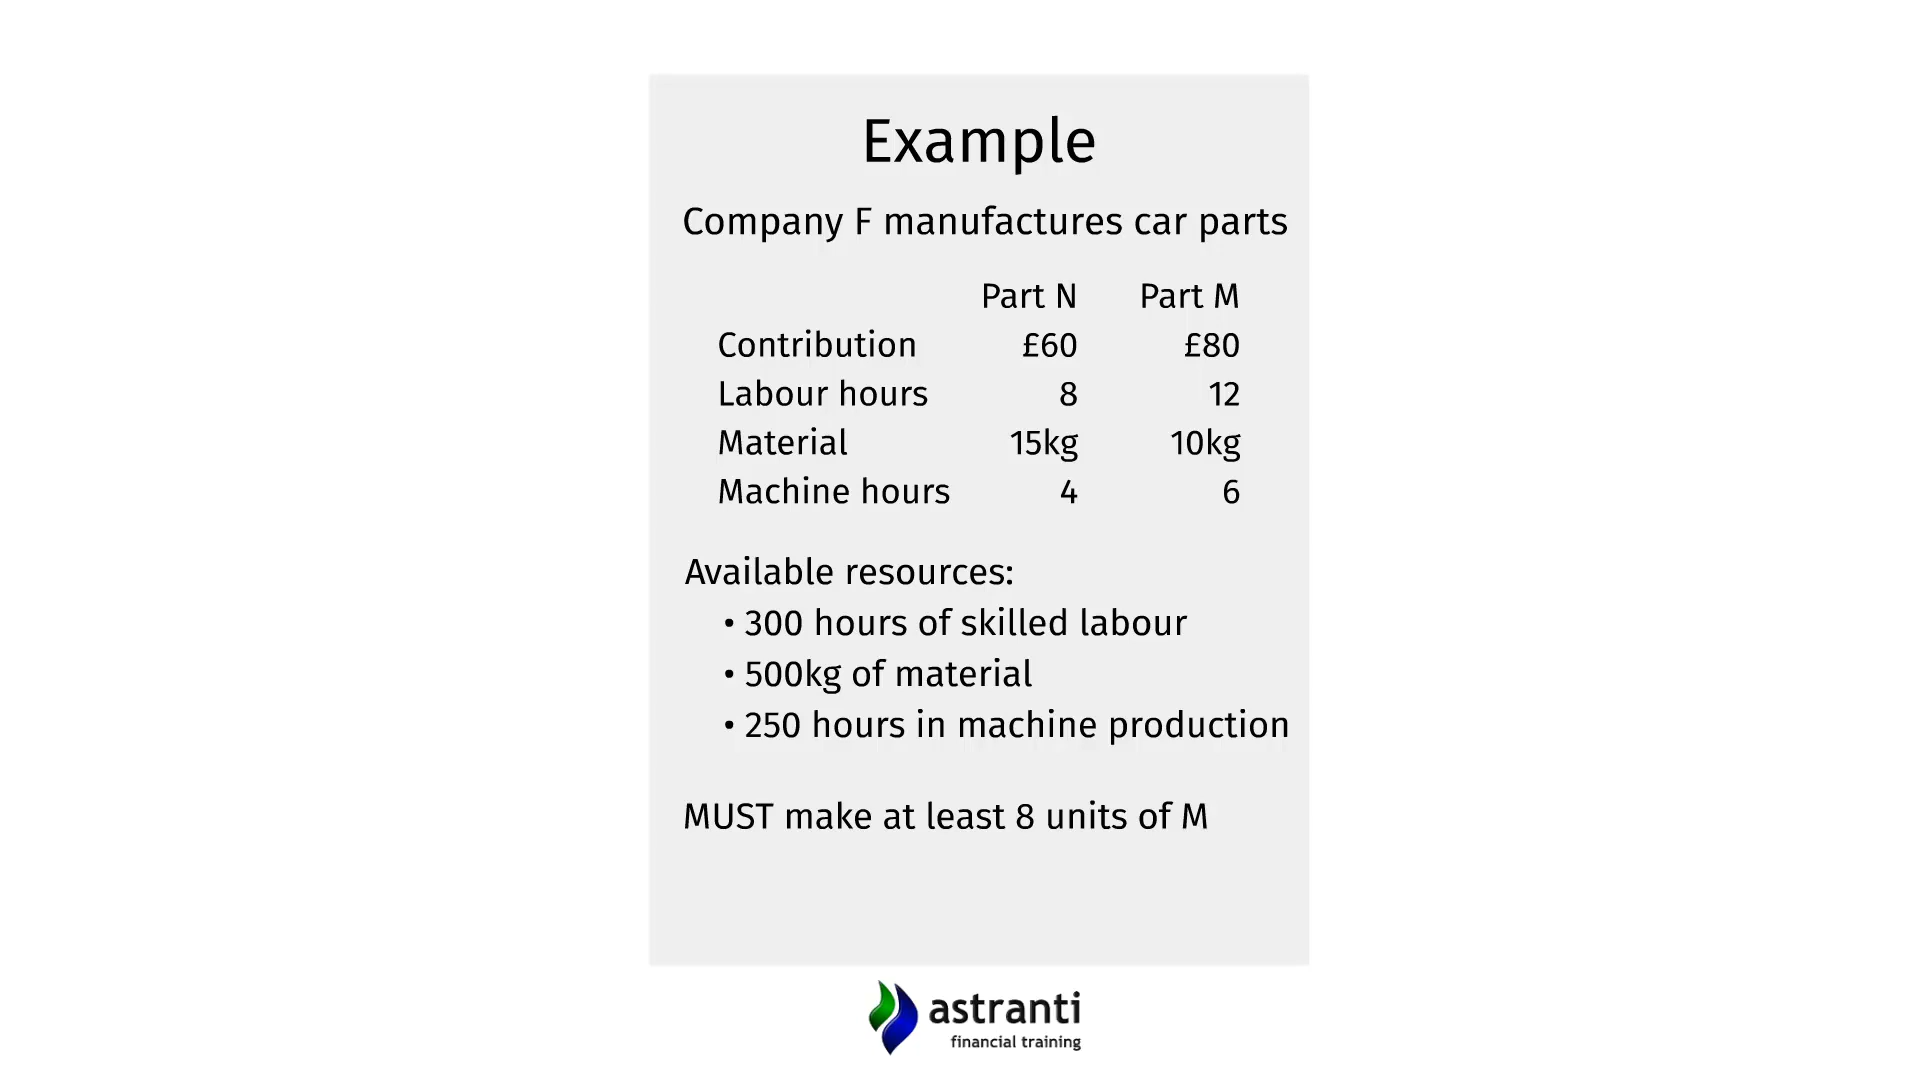 Example
Company F manufactures car parts
Part N Part M
Contribution £60 £80
Labour hours 8 12
Material 15kg 10kg
Machine hours 4 6
Available resources:
• 300 hours of skilled labour
• 500kg of material
• 250 hours in machine production
MUST make at least 8 units of M
astranti
financial training